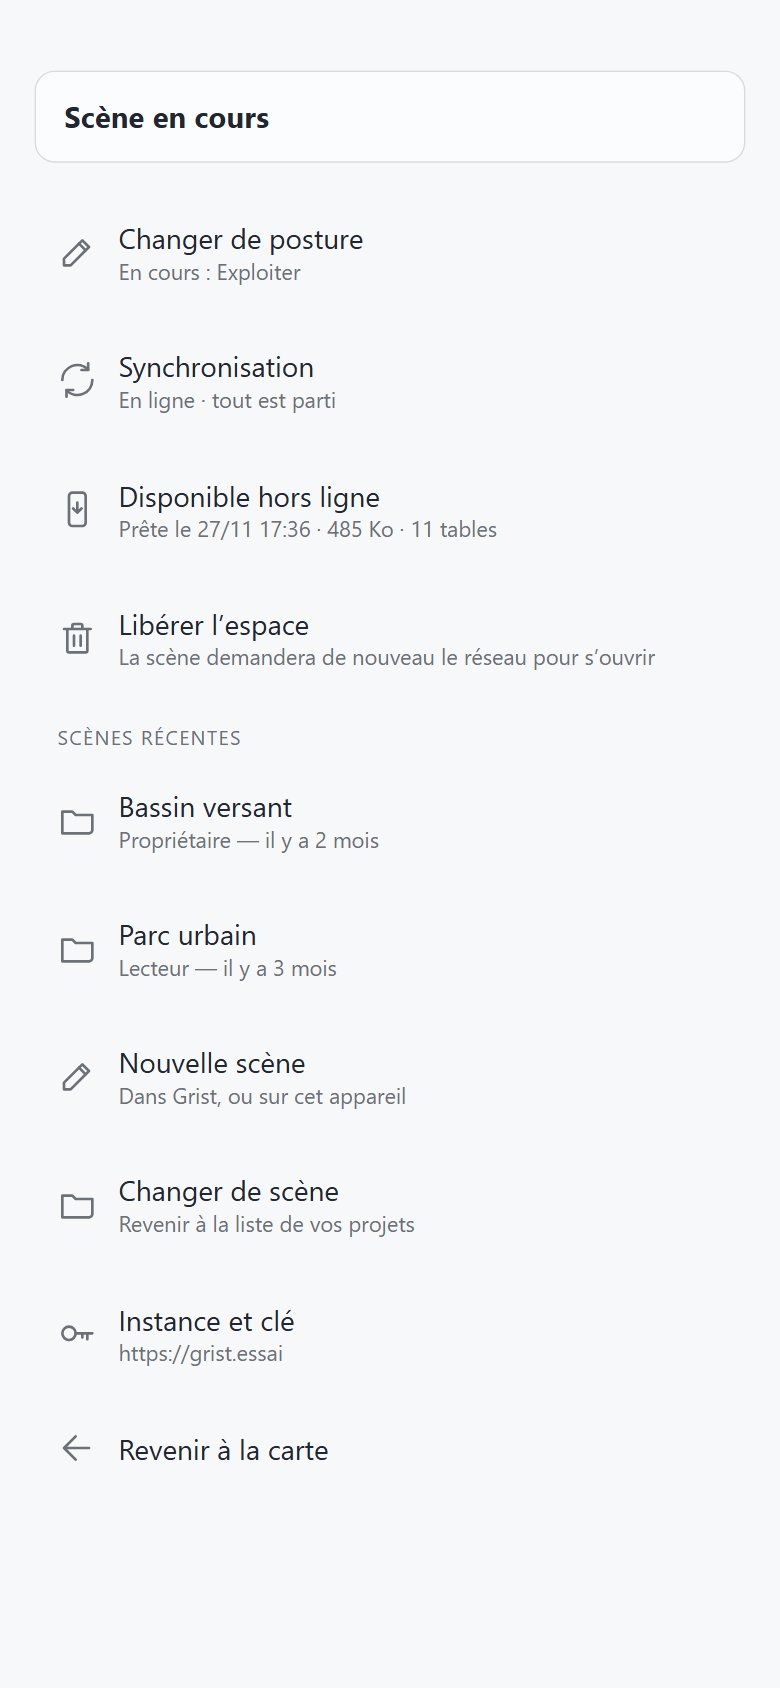 Scène en cours
Changer de posture
En cours : Exploiter
Synchronisation
En ligne · tout est parti
Disponible hors ligne
Prête le 27/11 17:36 · 485 Ko · 11 tables
Libérer l’espace
La scène demandera de nouveau le réseau pour s’ouvrir
SCÈNES RÉCENTES
Bassin versant
Propriétaire — il y a 2 mois
Parc urbain
Lecteur — il y a 3 mois
Nouvelle scène
Dans Grist, ou sur cet appareil
Changer de scène
Revenir à la liste de vos projets
Instance et clé
https://grist.essai
Revenir à la carte